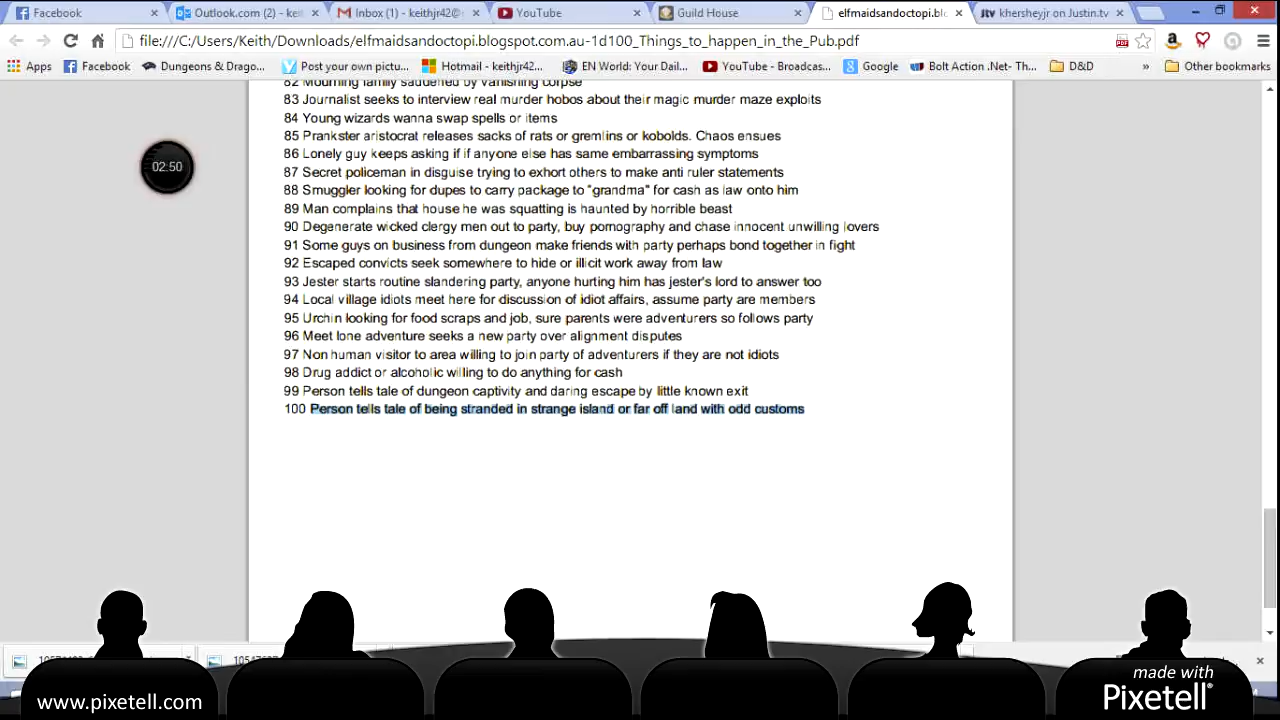 Facebook
Outlook.com (2) - keit
Inbox (1) - keithjr42@
YouTube
Guild House
elfmaidsandoctopi.blo
khersheyjr on Justin.tv
file:///C:/Users/Keith/Downloads/elfmaidsandoctopi.blogspot.com.au-1d100_Things_to_happen_in_the_Pub.pdf
Apps
Facebook
Dungeons & Drago...
Post your own pictu...
Hotmail - keithjr42...
EN World: Your Dail...
YouTube - Broadcas...
Google
Bolt Action .Net- Th...
D&D
»
Other bookmarks
82 Mourning family saddened by vanishing corpse
83 Journalist seeks to interview real murder hobos about their magic murder maze exploits
84 Young wizards wanna swap spells or items
85 Prankster aristocrat releases sacks of rats or gremlins or kobolds. Chaos ensues
86 Lonely guy keeps asking if if anyone else has same embarrassing symptoms
87 Secret policeman in disguise trying to exhort others to make anti ruler statements
88 Smuggler looking for dupes to carry package to "grandma" for cash as law onto him
89 Man complains that house he was squatting is haunted by horrible beast
90 Degenerate wicked clergy men out to party, buy pornography and chase innocent unwilling lovers
91 Some guys on business from dungeon make friends with party perhaps bond together in fight
92 Escaped convicts seek somewhere to hide or illicit work away from law
93 Jester starts routine slandering party, anyone hurting him has jester's lord to answer too
94 Local village idiots meet here for discussion of idiot affairs, assume party are members
95 Urchin looking for food scraps and job, sure parents were adventurers so follows party
96 Meet lone adventure seeks a new party over alignment disputes
97 Non human visitor to area willing to join party of adventurers if they are not idiots
98 Drug addict or alcoholic willing to do anything for cash
99 Person tells tale of dungeon captivity and daring escape by little known exit
100 Person tells tale of being stranded in strange island or far off land with odd customs
02:50
www.pixetell.com
made with
Pixetell®